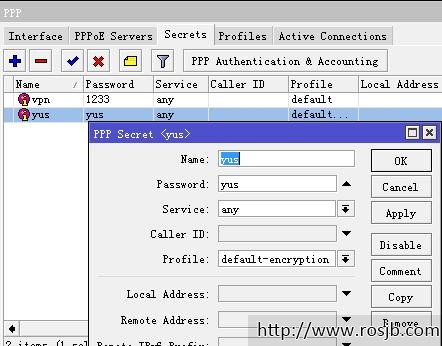 PPP
Interface PPPoE Servers Secrets Profiles Active Connections
PPP Authentication & Accounting
Name Password Service Caller ID Profile Local Address
vpn 1233 any default
yus yus any default...
PPP Secret <yus>
Name: yus OK
Password: yus Cancel
Service: any Apply
Caller ID: Disable
Profile: default-encryption Comment
Local Address: Copy
Remote Address: Remove
Remote IPv6 Prefix:
2 items (1 sel
http://www.rosjb.com